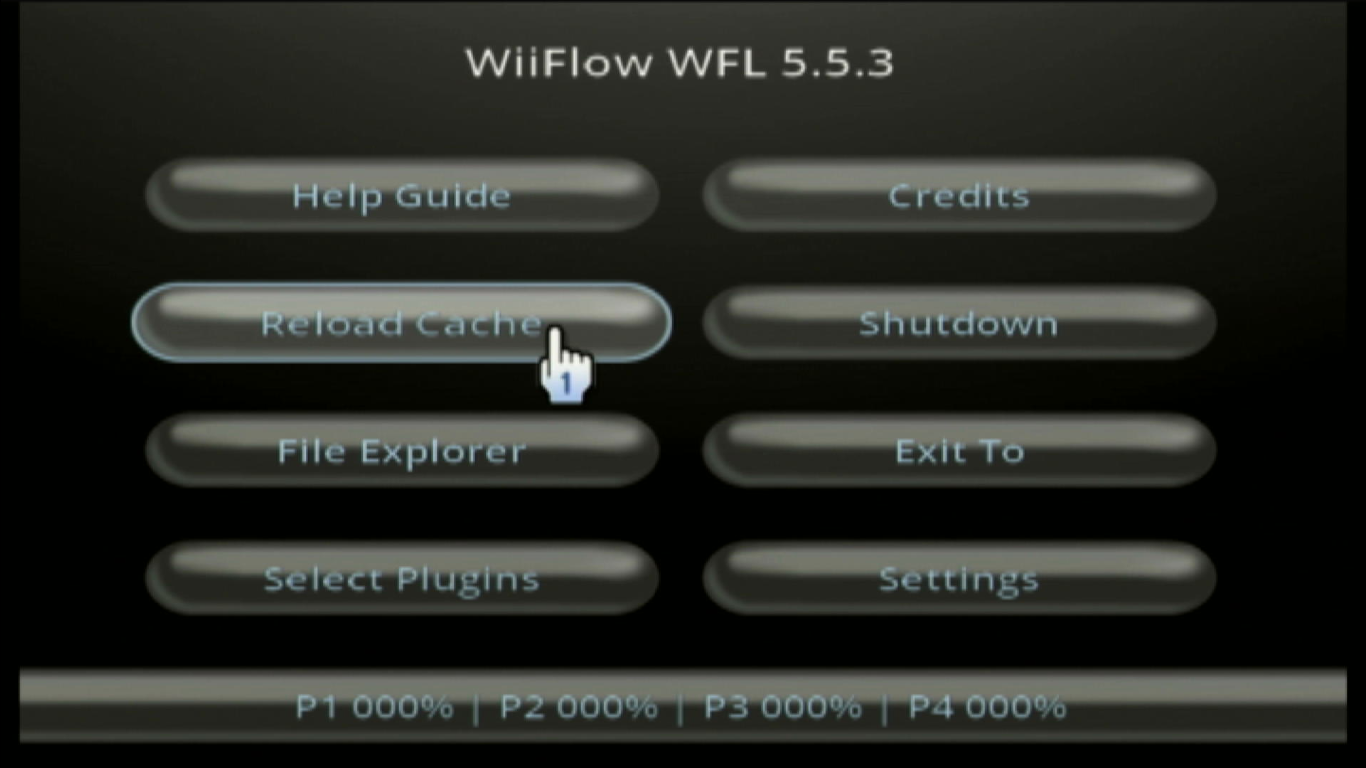 WiiFlow WFL 5.5.3
Help Guide
Credits
Reload Cache
1
Shutdown
File Explorer
Exit To
Select Plugins
Settings
P1 000% | P2 000% | P3 000% | P4 000%